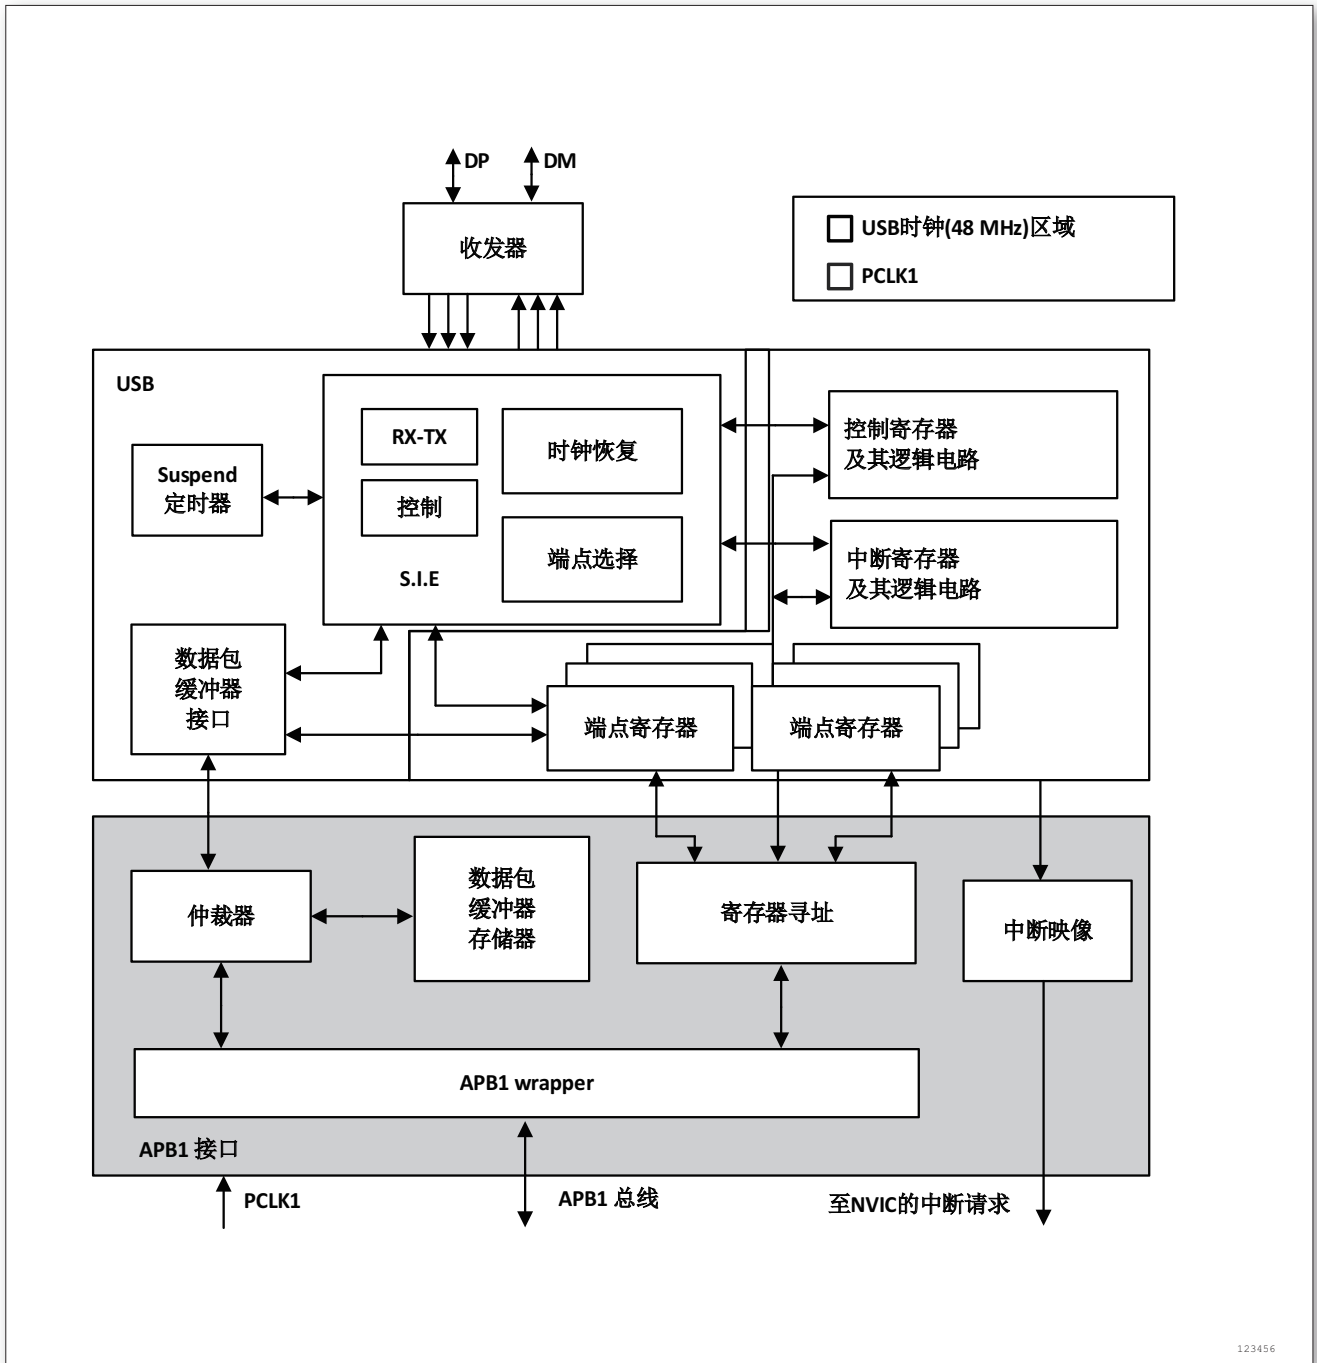 DP
DM
收发器
USB时钟(48 MHz)区域
PCLK1
USB
RX-TX
时钟恢复
控制寄存器
及其逻辑电路
Suspend
定时器
控制
端点选择
S.I.E
中断寄存器
及其逻辑电路
数据包
缓冲器
接口
端点寄存器
端点寄存器
仲裁器
数据包
缓冲器
存储器
寄存器寻址
中断映像
APB1 wrapper
APB1 接口
PCLK1
APB1 总线
至NVIC的中断请求
123456